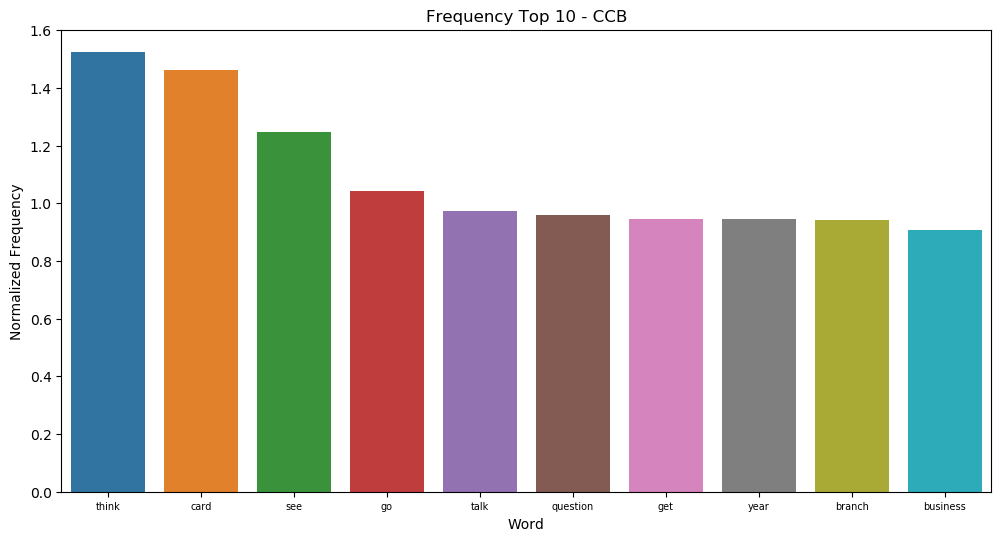 Frequency Top 10 - CCB
1.6
1.4
1.2
1.0
0.8
0.6
0.4
0.2
0.0
Normalized Frequency
think card see go talk question get year branch business
Word